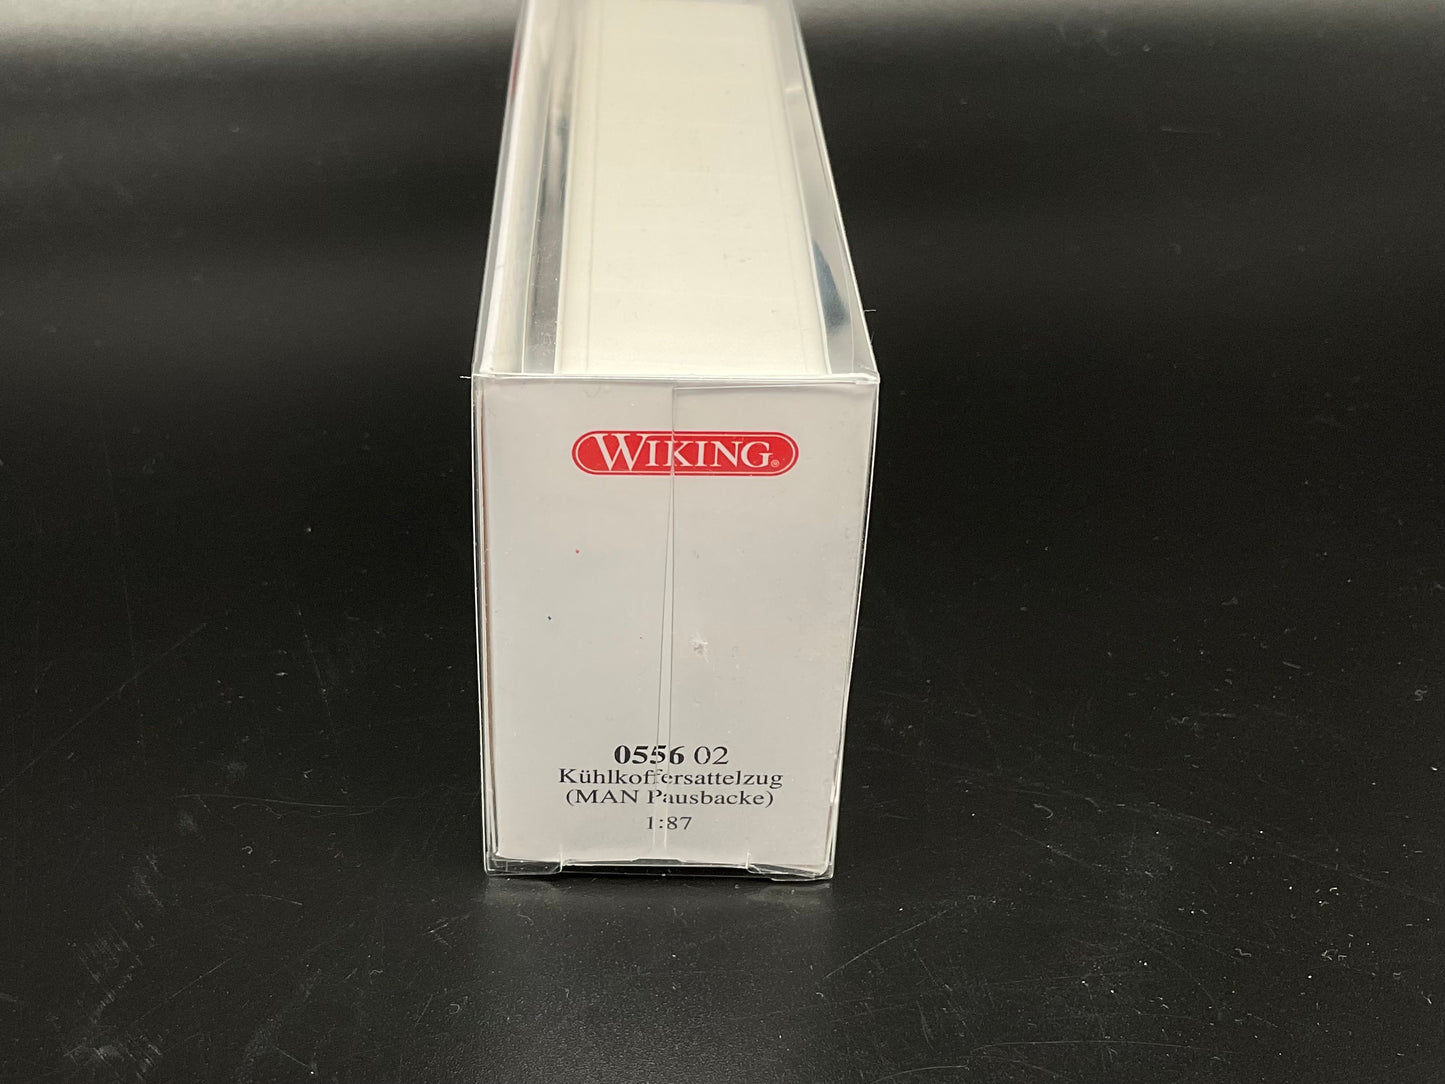 WIKING®
0556 02
Kühlkoffersattelzug
(MAN Pausbacke)
1:87